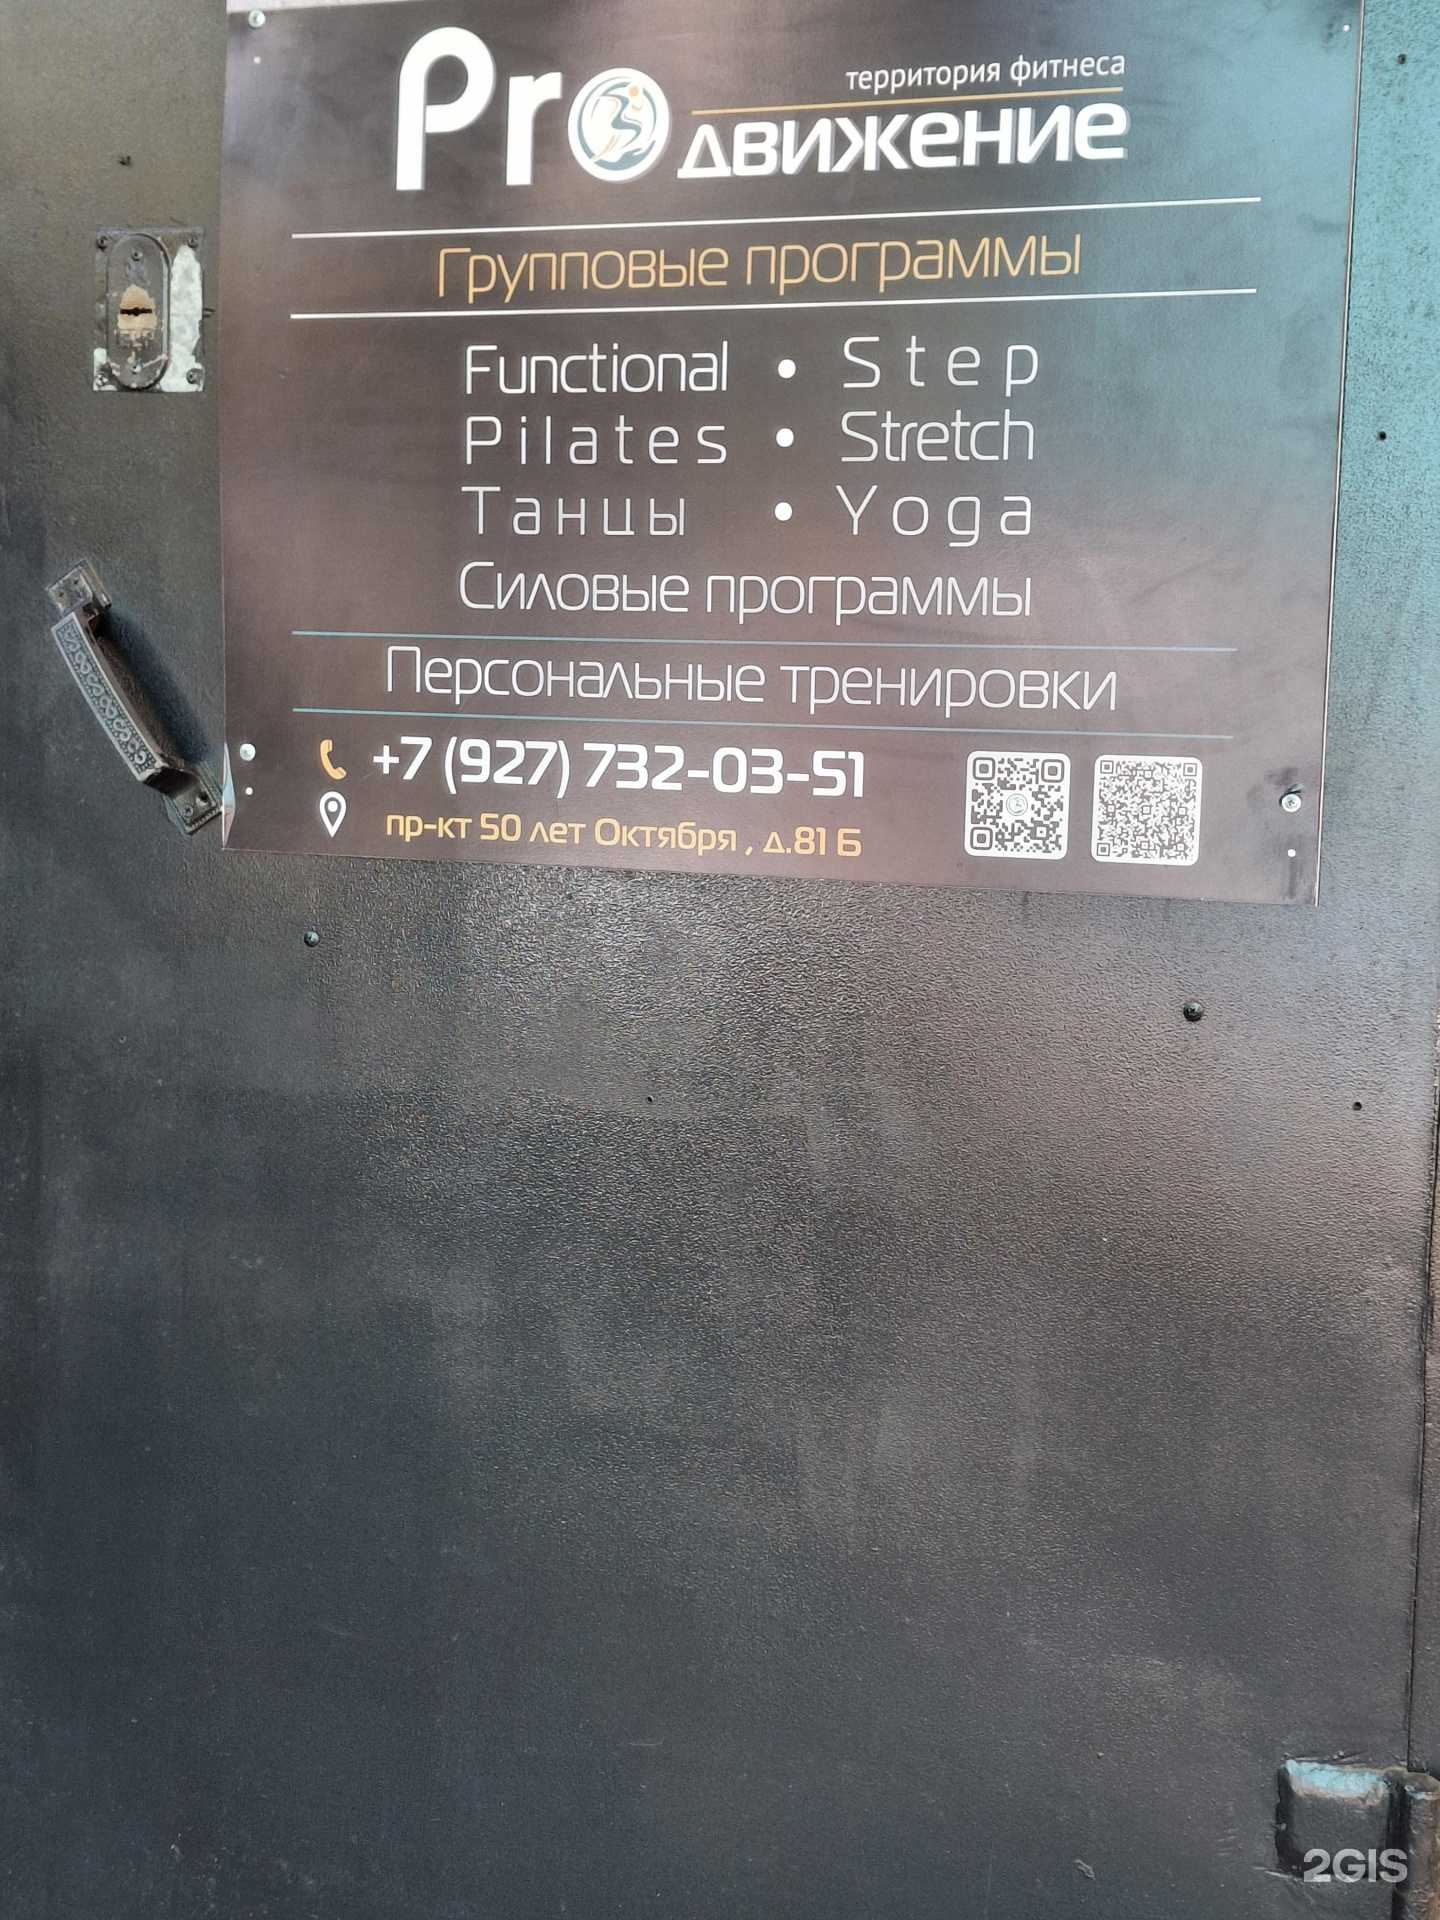 Pro территория фитнеса
движение
Групповые программы
Functional • Step
Pilates • Stretch
Танцы • Yoga
Силовые программы
Персональные тренировки
+7 (927) 732-03-51
пр-кт 50 лет Октября , д.81 Б
2GIS